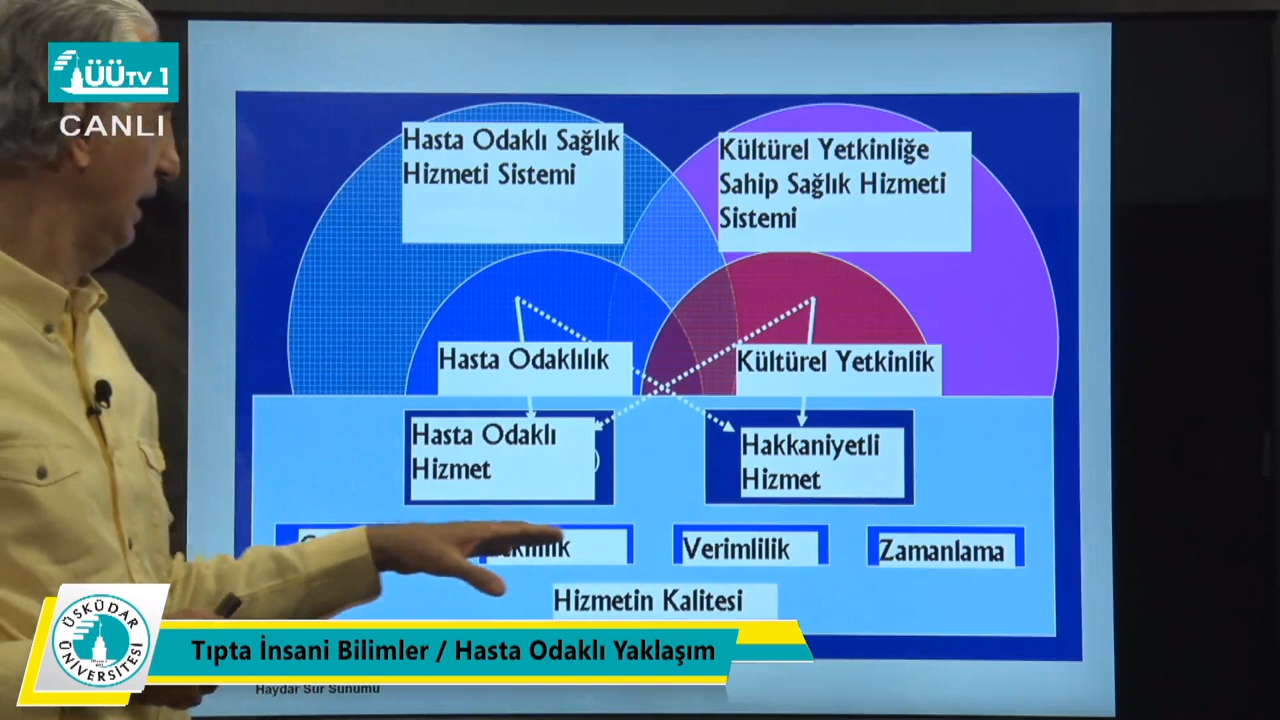 ÜÜTV 1
CANLI
Hasta Odaklı Sağlık
Hizmeti Sistemi
Kültürel Yetkinliğe
Sahip Sağlık Hizmeti
Sistemi
Hasta Odaklılık
Kültürel Yetkinlik
Hasta Odaklı
Hizmet
Hakkaniyetli
Hizmet
Verimlilik
Zamanlama
Hizmetin Kalitesi
ÜSKÜDAR
ÜNİVERSİTESİ
Tıpta İnsani Bilimler / Hasta Odaklı Yaklaşım
Haydar Sur Sunumu